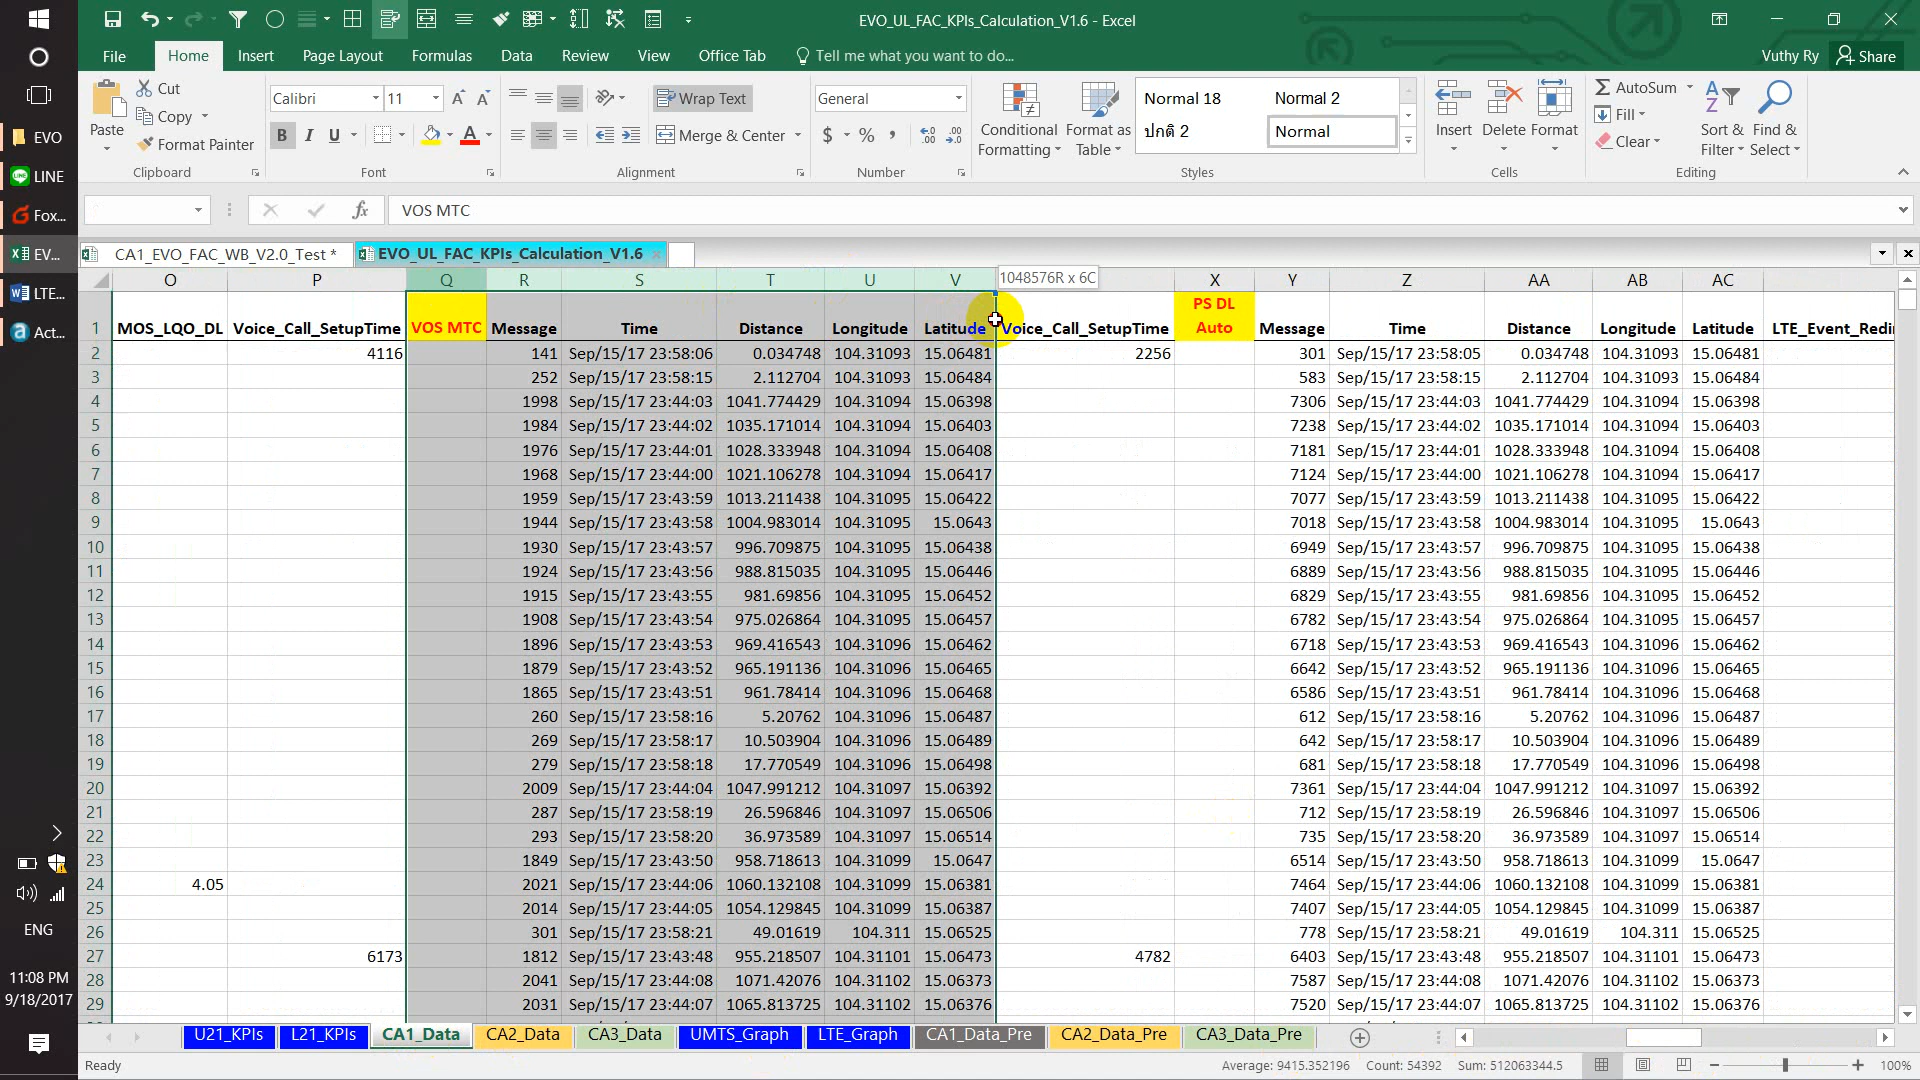 EVO_UL_FAC_KPIs_Calculation_V1.6 - Excel
File Home Insert Page Layout Formulas Data Review View Office Tab Tell me what you want to do... Vuthy Ry Share
Paste Cut Copy Format Painter Clipboard
Calibri 11 B I U A Font
Wrap Text Merge & Center Alignment
General $ % , Number
Conditional Formatting Format as Table
Normal 18 Normal 2
ปกติ 2 Normal
Styles
Insert Delete Format Cells
AutoSum Fill Clear Sort & Filter Find & Select Editing
fx VOS MTC
CA1_EVO_FAC_WB_V2.0_Test * EVO_UL_FAC_KPIs_Calculation_V1.6
1048576R x 6C
O P Q R S T U V X Y Z AA AB AC
1 MOS_LQO_DL Voice_Call_SetupTime VOS MTC Message Time Distance Longitude Latitude Voice_Call_SetupTime PS DL Auto Message Time Distance Longitude Latitude LTE_Event_Redi
2 4116 141 Sep/15/17 23:58:06 0.034748 104.31093 15.06481 2256 301 Sep/15/17 23:58:05 0.034748 104.31093 15.06481
3 252 Sep/15/17 23:58:15 2.112704 104.31093 15.06484 583 Sep/15/17 23:58:15 2.112704 104.31093 15.06484
4 1998 Sep/15/17 23:44:03 1041.774429 104.31094 15.06398 7306 Sep/15/17 23:44:03 1041.774429 104.31094 15.06398
5 1984 Sep/15/17 23:44:02 1035.171014 104.31094 15.06403 7238 Sep/15/17 23:44:02 1035.171014 104.31094 15.06403
6 1976 Sep/15/17 23:44:01 1028.333948 104.31094 15.06408 7181 Sep/15/17 23:44:01 1028.333948 104.31094 15.06408
7 1968 Sep/15/17 23:44:00 1021.106278 104.31094 15.06417 7124 Sep/15/17 23:44:00 1021.106278 104.31094 15.06417
8 1959 Sep/15/17 23:43:59 1013.211438 104.31095 15.06422 7077 Sep/15/17 23:43:59 1013.211438 104.31095 15.06422
9 1944 Sep/15/17 23:43:58 1004.983014 104.31095 15.0643 7018 Sep/15/17 23:43:58 1004.983014 104.31095 15.0643
10 1930 Sep/15/17 23:43:57 996.709875 104.31095 15.06438 6949 Sep/15/17 23:43:57 996.709875 104.31095 15.06438
11 1924 Sep/15/17 23:43:56 988.815035 104.31095 15.06446 6889 Sep/15/17 23:43:56 988.815035 104.31095 15.06446
12 1915 Sep/15/17 23:43:55 981.69856 104.31095 15.06452 6829 Sep/15/17 23:43:55 981.69856 104.31095 15.06452
13 1908 Sep/15/17 23:43:54 975.026864 104.31095 15.06457 6782 Sep/15/17 23:43:54 975.026864 104.31095 15.06457
14 1896 Sep/15/17 23:43:53 969.416543 104.31096 15.06462 6718 Sep/15/17 23:43:53 969.416543 104.31096 15.06462
15 1879 Sep/15/17 23:43:52 965.191136 104.31096 15.06465 6642 Sep/15/17 23:43:52 965.191136 104.31096 15.06465
16 1865 Sep/15/17 23:43:51 961.78414 104.31096 15.06468 6586 Sep/15/17 23:43:51 961.78414 104.31096 15.06468
17 260 Sep/15/17 23:58:16 5.20762 104.31096 15.06487 612 Sep/15/17 23:58:16 5.20762 104.31096 15.06487
18 269 Sep/15/17 23:58:17 10.503904 104.31096 15.06489 642 Sep/15/17 23:58:17 10.503904 104.31096 15.06489
19 279 Sep/15/17 23:58:18 17.770549 104.31096 15.06498 681 Sep/15/17 23:58:18 17.770549 104.31096 15.06498
20 2009 Sep/15/17 23:44:04 1047.991212 104.31097 15.06392 7361 Sep/15/17 23:44:04 1047.991212 104.31097 15.06392
21 287 Sep/15/17 23:58:19 26.596846 104.31097 15.06506 712 Sep/15/17 23:58:19 26.596846 104.31097 15.06506
22 293 Sep/15/17 23:58:20 36.973589 104.31097 15.06514 735 Sep/15/17 23:58:20 36.973589 104.31097 15.06514
23 1849 Sep/15/17 23:43:50 958.718613 104.31099 15.0647 6514 Sep/15/17 23:43:50 958.718613 104.31099 15.0647
24 4.05 2021 Sep/15/17 23:44:06 1060.132108 104.31099 15.06381 7464 Sep/15/17 23:44:06 1060.132108 104.31099 15.06381
25 2014 Sep/15/17 23:44:05 1054.129845 104.31099 15.06387 7407 Sep/15/17 23:44:05 1054.129845 104.31099 15.06387
26 301 Sep/15/17 23:58:21 49.01619 104.311 15.06525 778 Sep/15/17 23:58:21 49.01619 104.311 15.06525
27 6173 1812 Sep/15/17 23:43:48 955.218507 104.31101 15.06473 4782 6403 Sep/15/17 23:43:48 955.218507 104.31101 15.06473
28 2041 Sep/15/17 23:44:08 1071.42076 104.31102 15.06373 7587 Sep/15/17 23:44:08 1071.42076 104.31102 15.06373
29 2031 Sep/15/17 23:44:07 1065.813725 104.31102 15.06376 7520 Sep/15/17 23:44:07 1065.813725 104.31102 15.06376
U21_KPIs L21_KPIs CA1_Data CA2_Data CA3_Data UMTS_Graph LTE_Graph CA1_Data_Pre CA2_Data_Pre CA3_Data_Pre
Ready Average: 9415.352196 Count: 54392 Sum: 512063344.5 100%
EVO
LINE
Fox...
EV...
LTE...
Act...
ENG
11:08 PM
9/18/2017